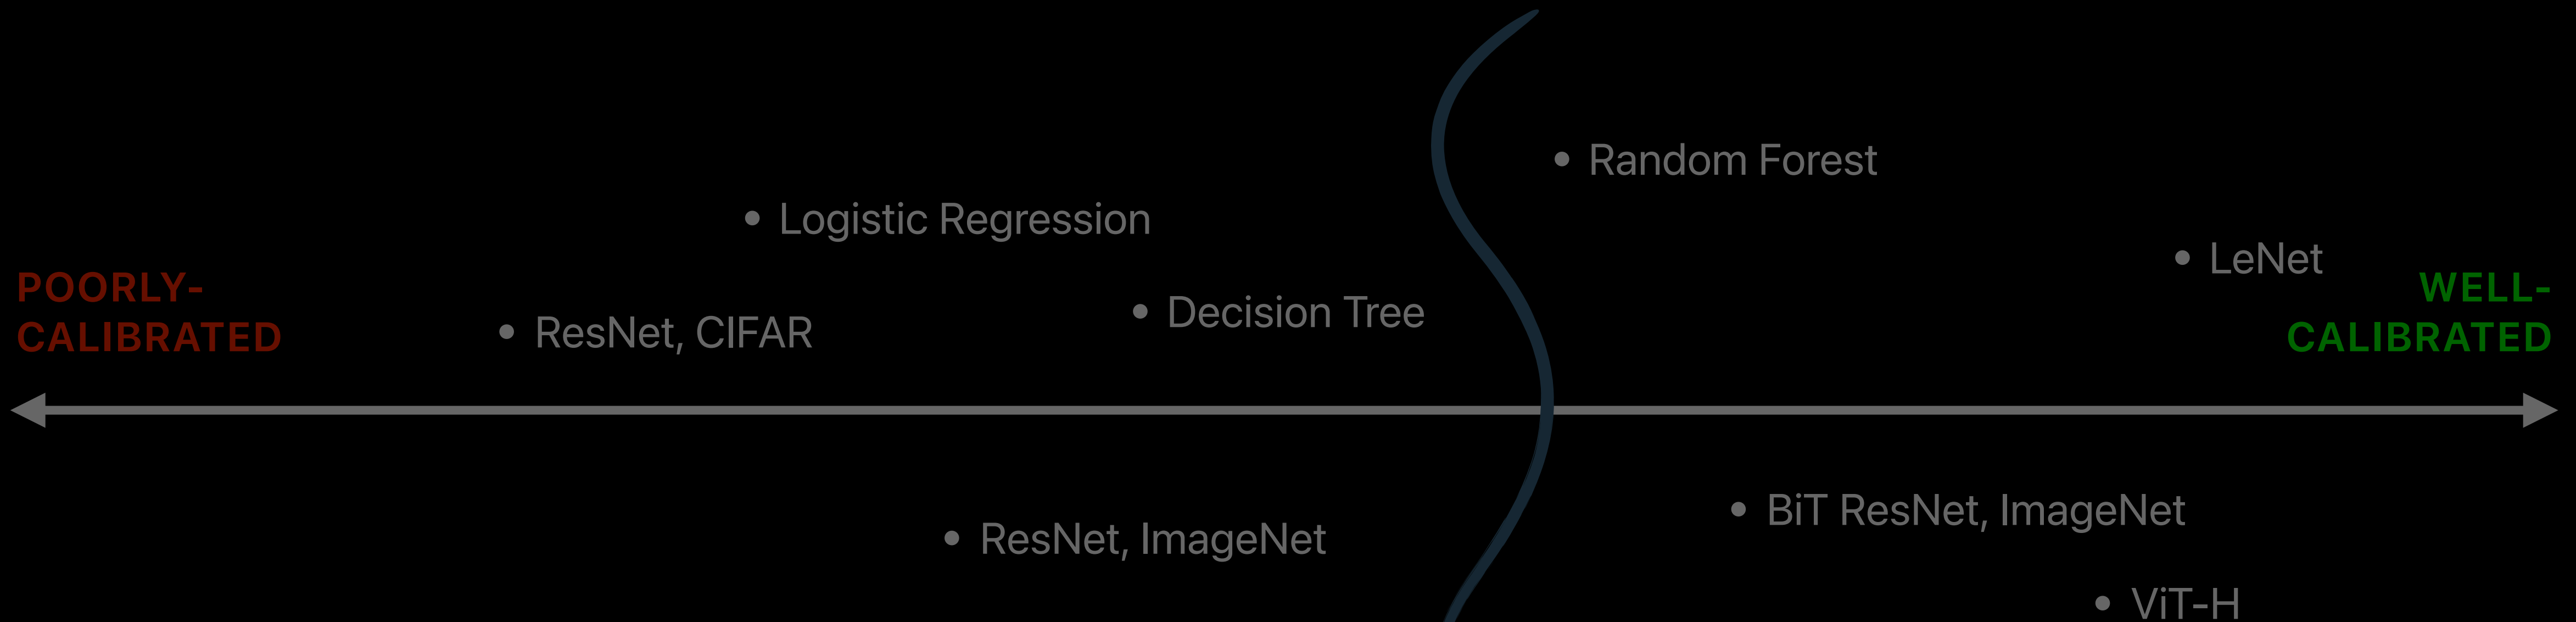 Random Forest
Logistic Regression
LeNet
POORLY-
CALIBRATED
WELL-
CALIBRATED
Decision Tree
ResNet, CIFAR
BiT ResNet, ImageNet
ResNet, ImageNet
ViT-H